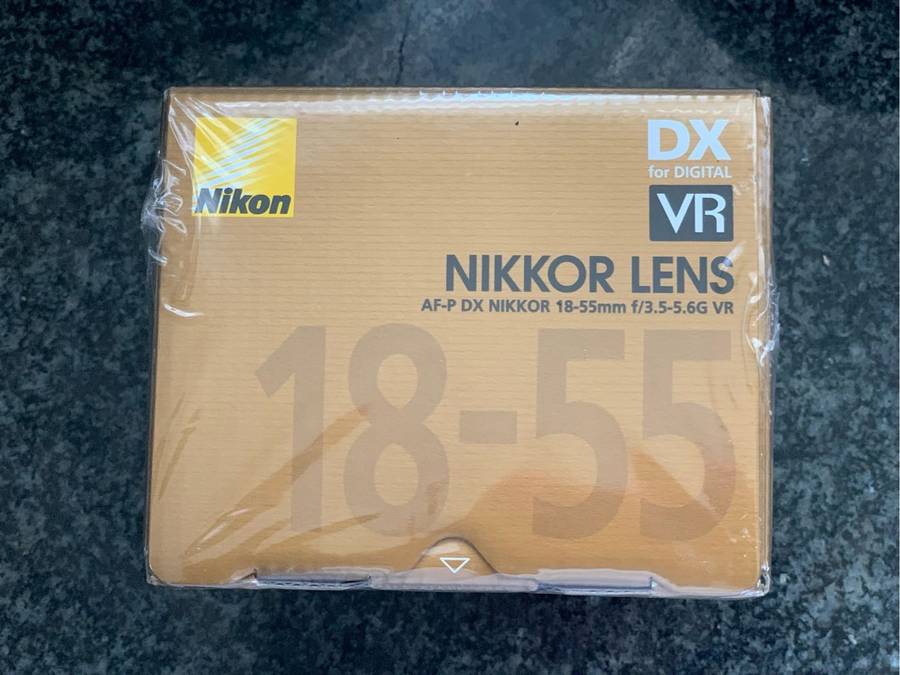 Nikon
DX
for DIGITAL
VR
NIKKOR LENS
AF-P DX NIKKOR 18-55mm f/3.5-5.6G VR
18-55